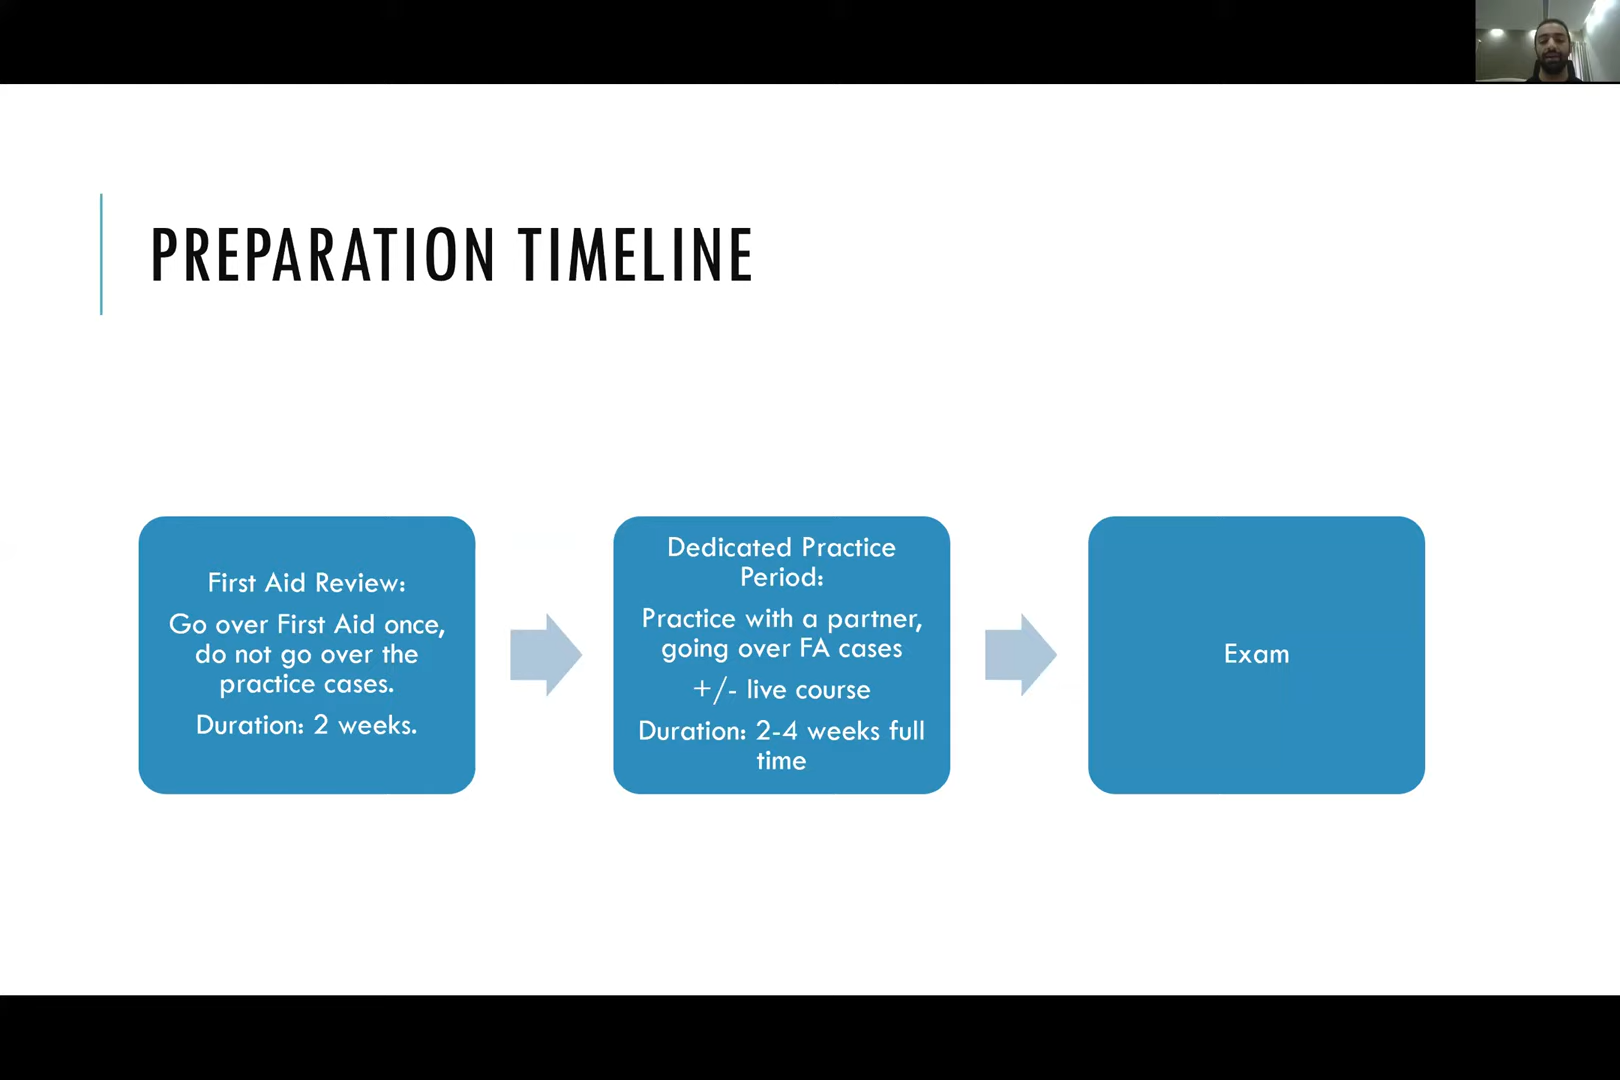 PREPARATION TIMELINE
First Aid Review:
Go over First Aid once,
do not go over the
practice cases.
Duration: 2 weeks.
Dedicated Practice
Period:
Practice with a partner,
going over FA cases
+/- live course
Duration: 2-4 weeks full
time
Exam